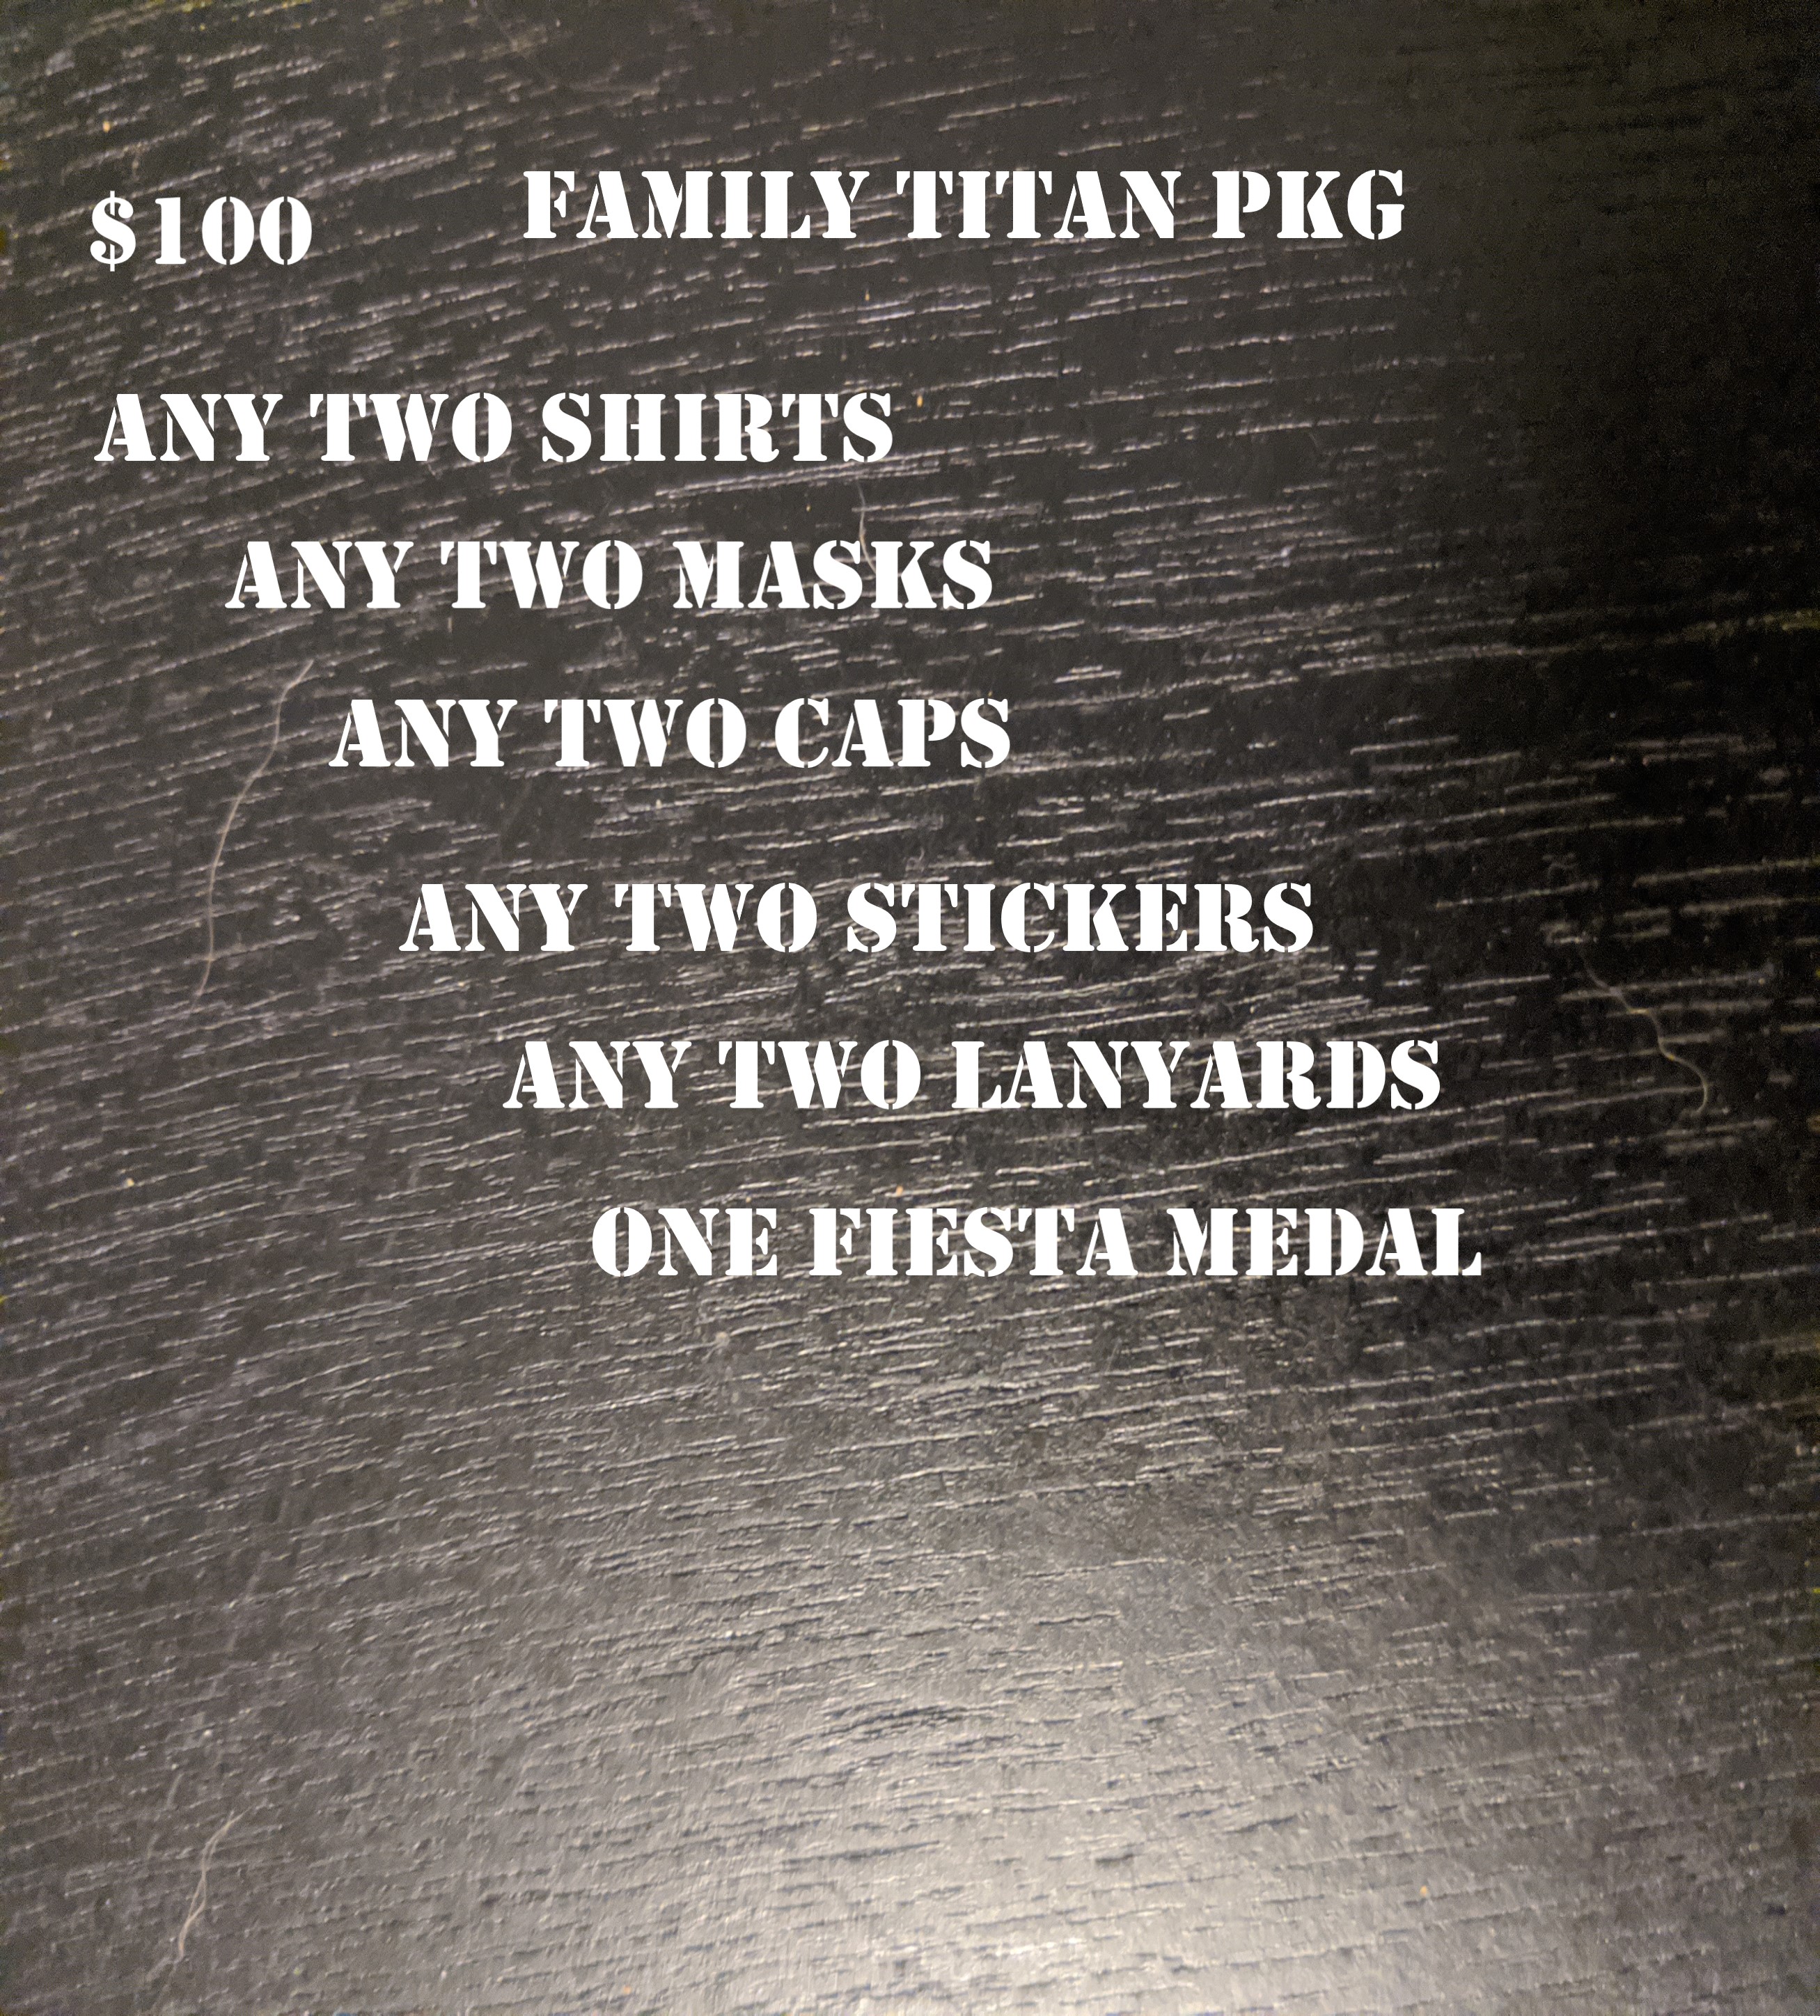 $100
FAMILY TITAN PKG
ANY TWO SHIRTS
ANY TWO MASKS
ANY TWO CAPS
ANY TWO STICKERS
ANY TWO LANYARDS
ONE FIESTA MEDAL